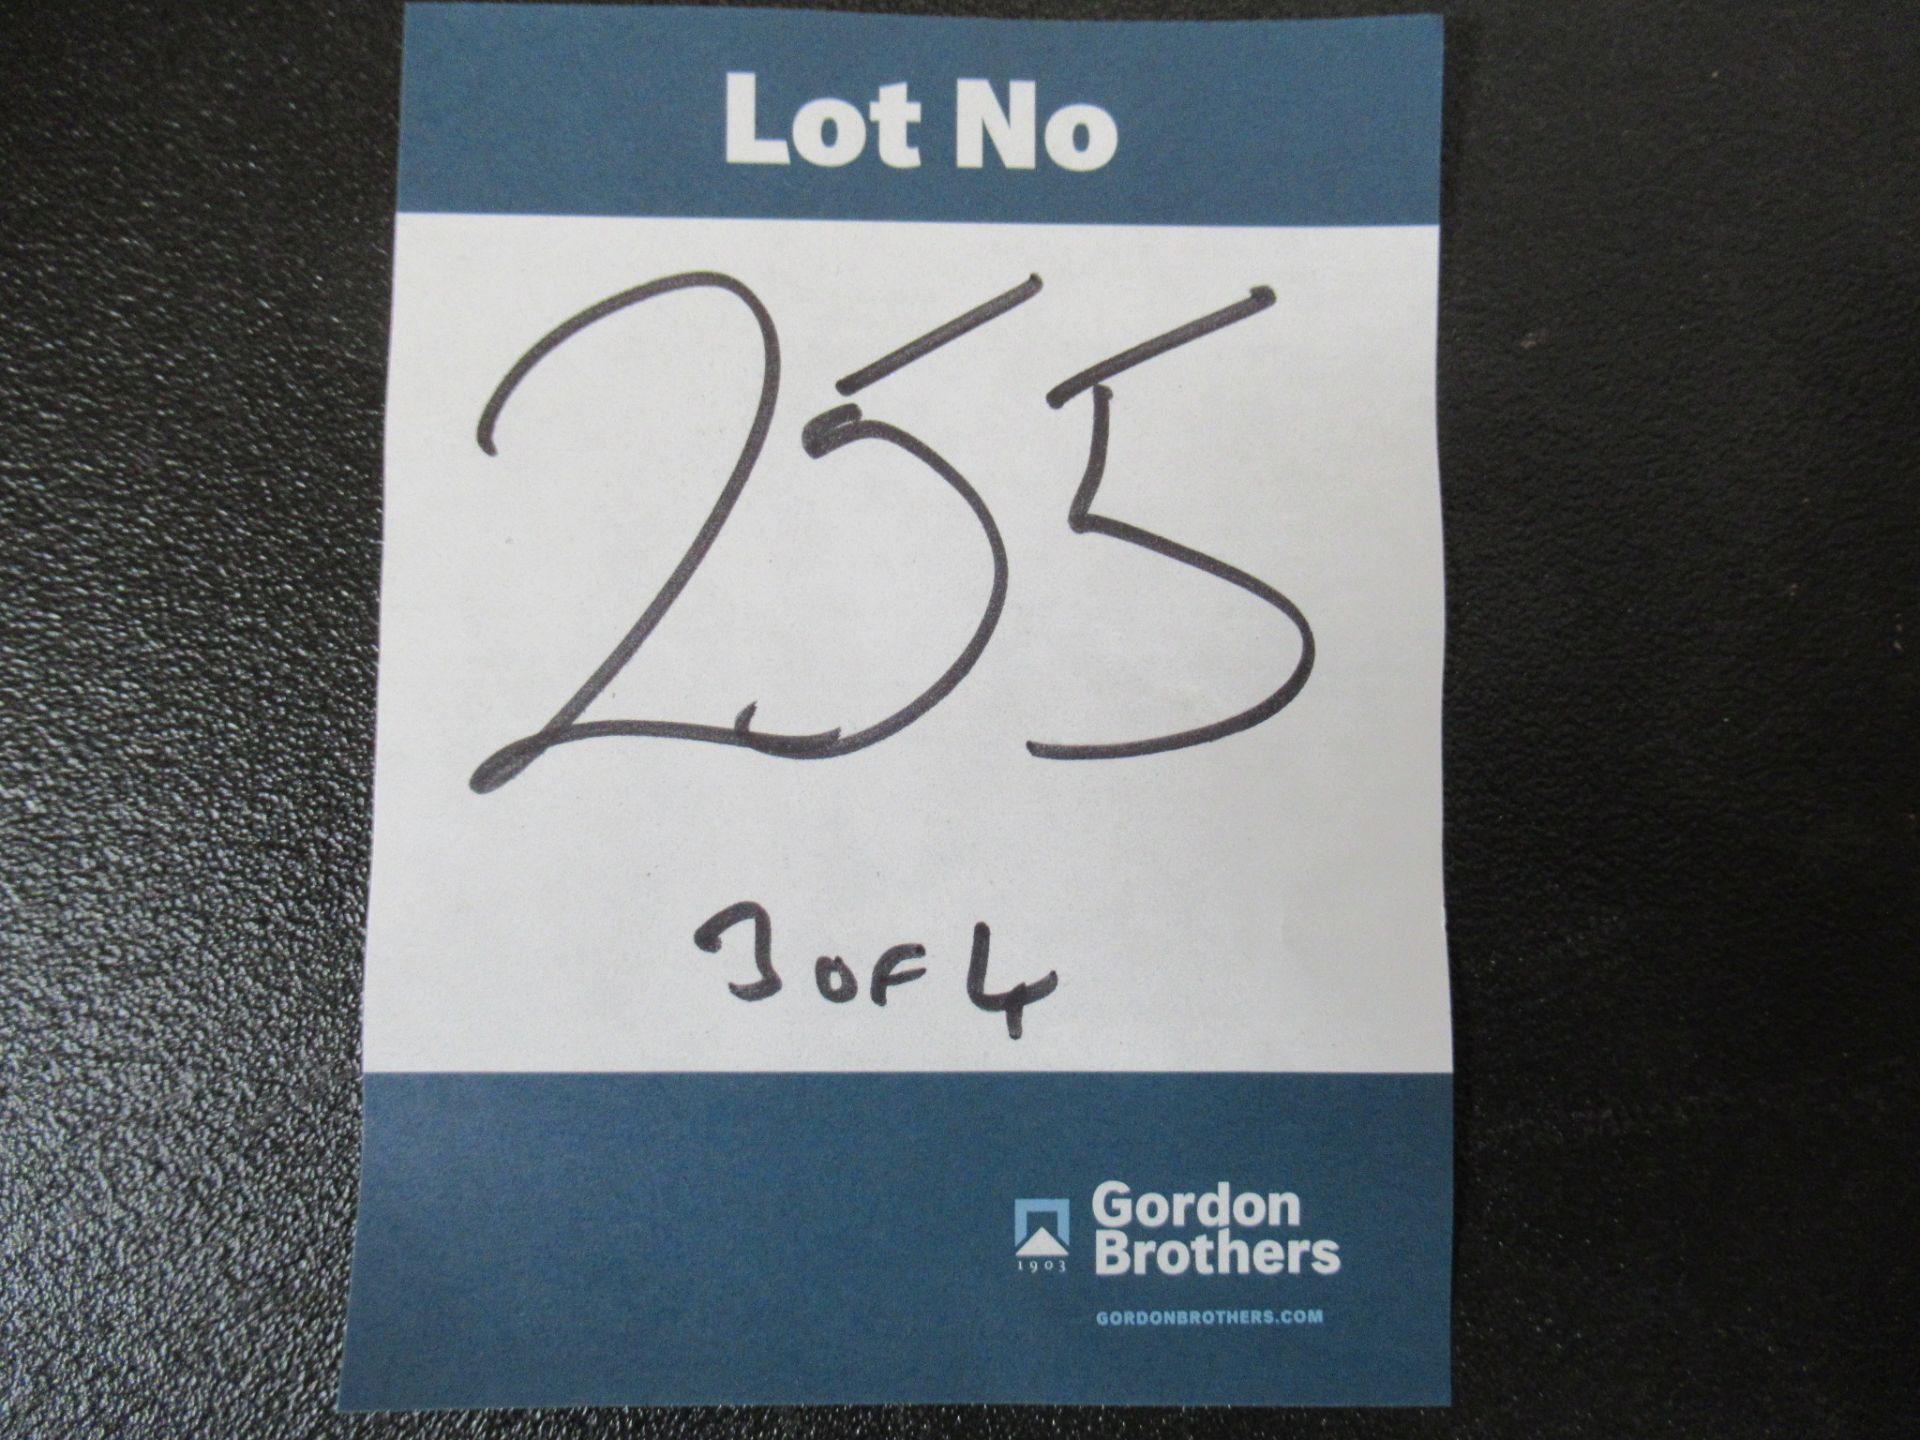 Lot No
255
3 OF 4
Gordon
Brothers
1903
GORDONBROTHERS.COM